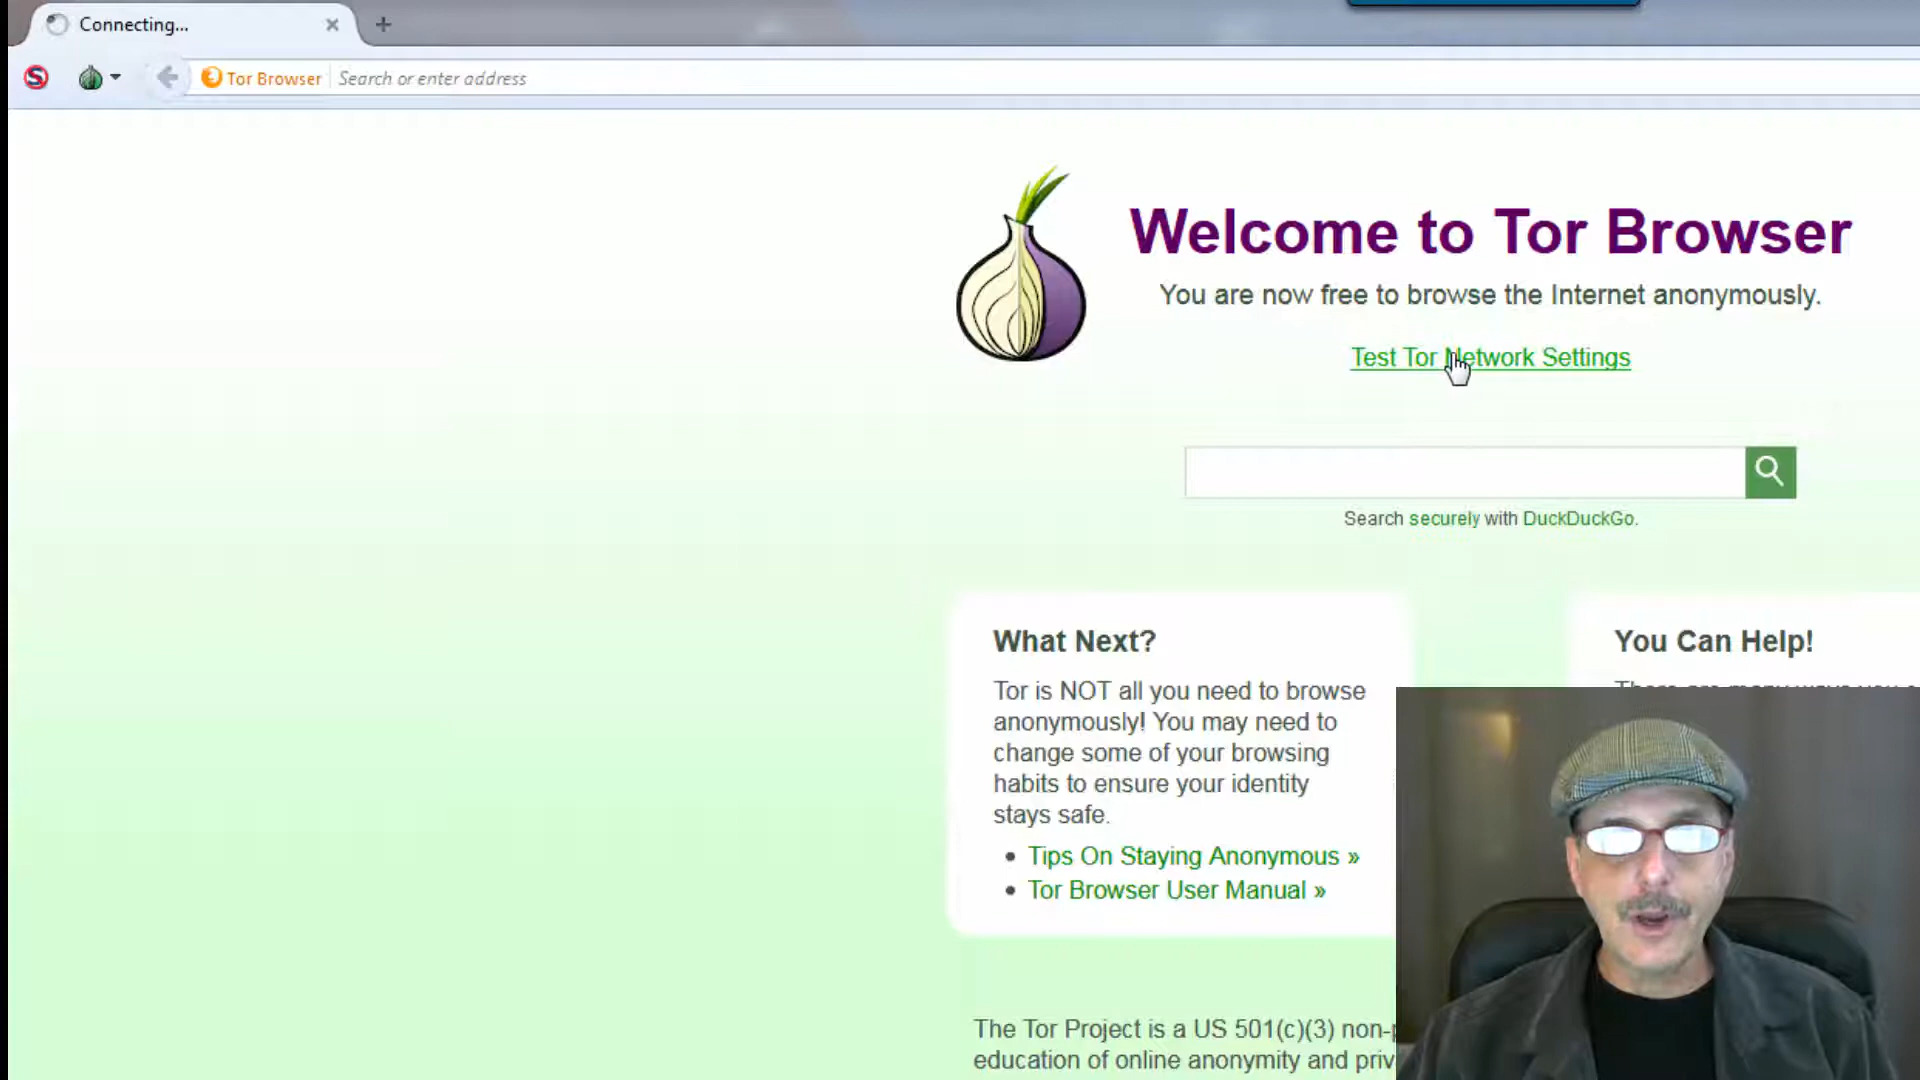 Connecting...
Tor Browser
Search or enter address
Welcome to Tor Browser
You are now free to browse the Internet anonymously.
Test Tor Network Settings
Search securely with DuckDuckGo.
What Next?
Tor is NOT all you need to browse
anonymously! You may need to
change some of your browsing
habits to ensure your identity
stays safe.
• Tips On Staying Anonymous »
• Tor Browser User Manual »
You Can Help!
The Tor Project is a US 501(c)(3) non-
education of online anonymity and priv